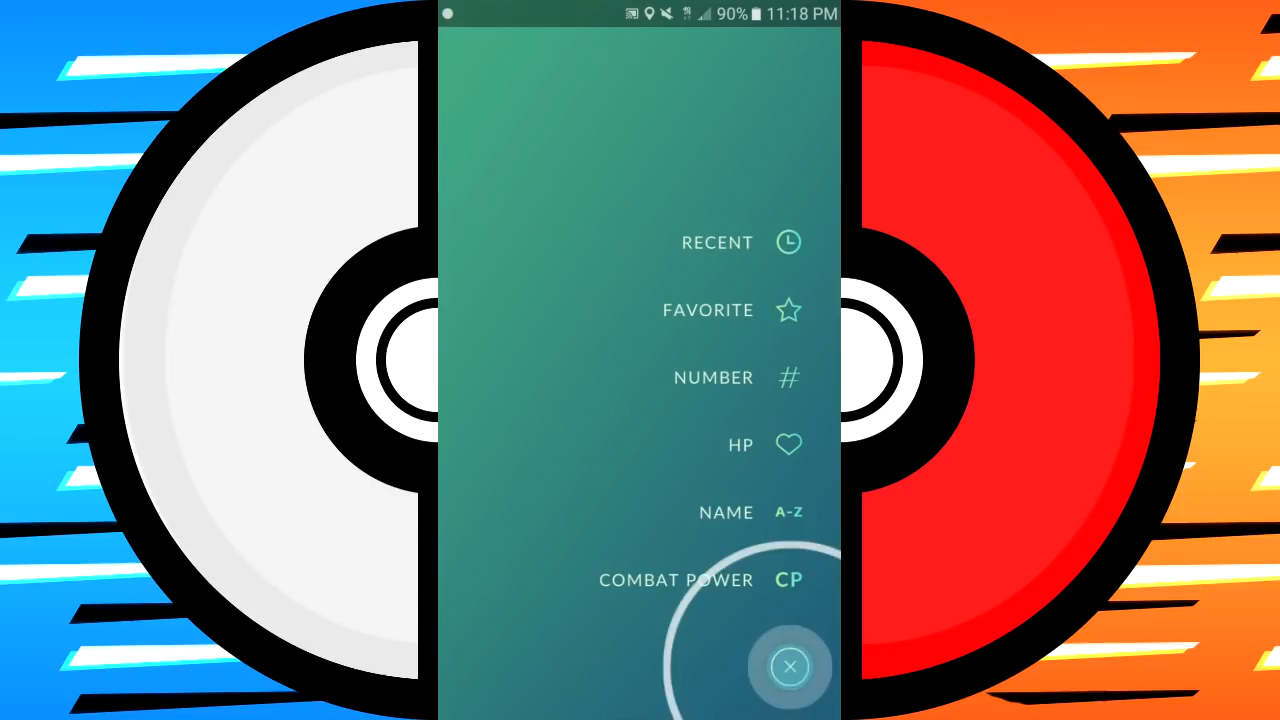 90% 11:18 PM
RECENT
FAVORITE
NUMBER #
HP
NAME A-Z
COMBAT POWER CP